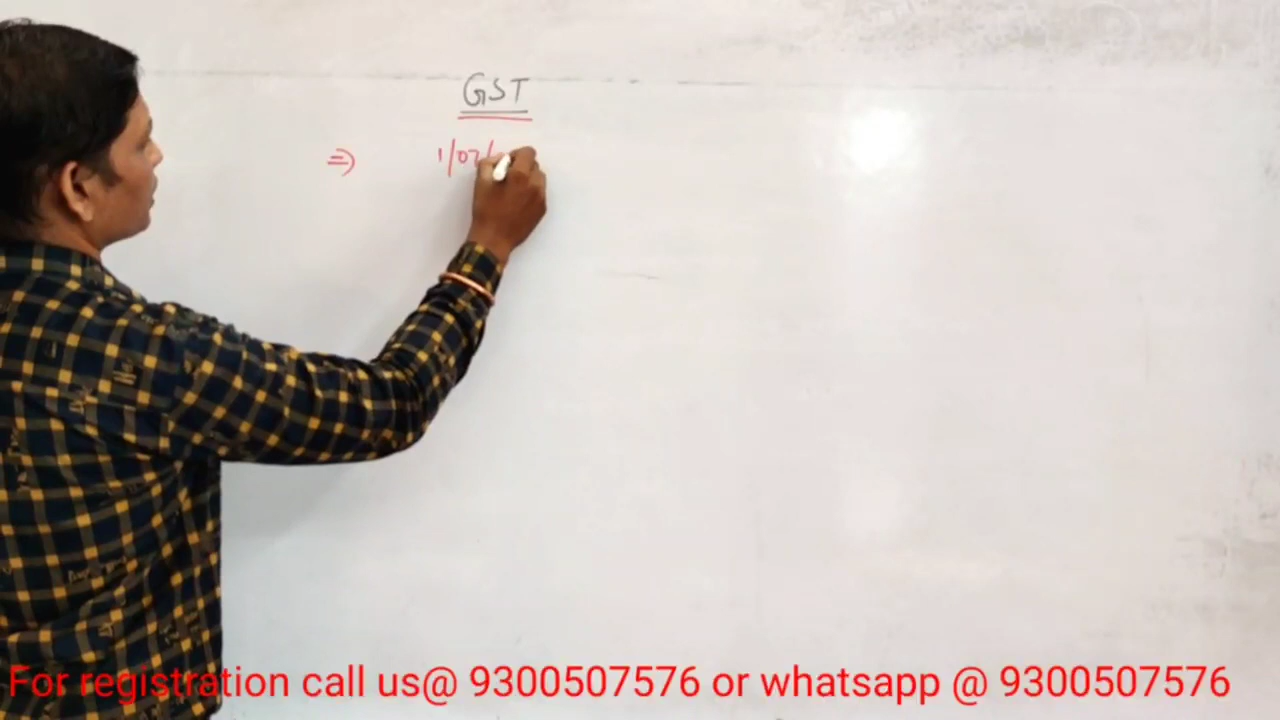 GST
⇒ 1/07/
For registration call us@ 9300507576 or whatsapp @ 9300507576